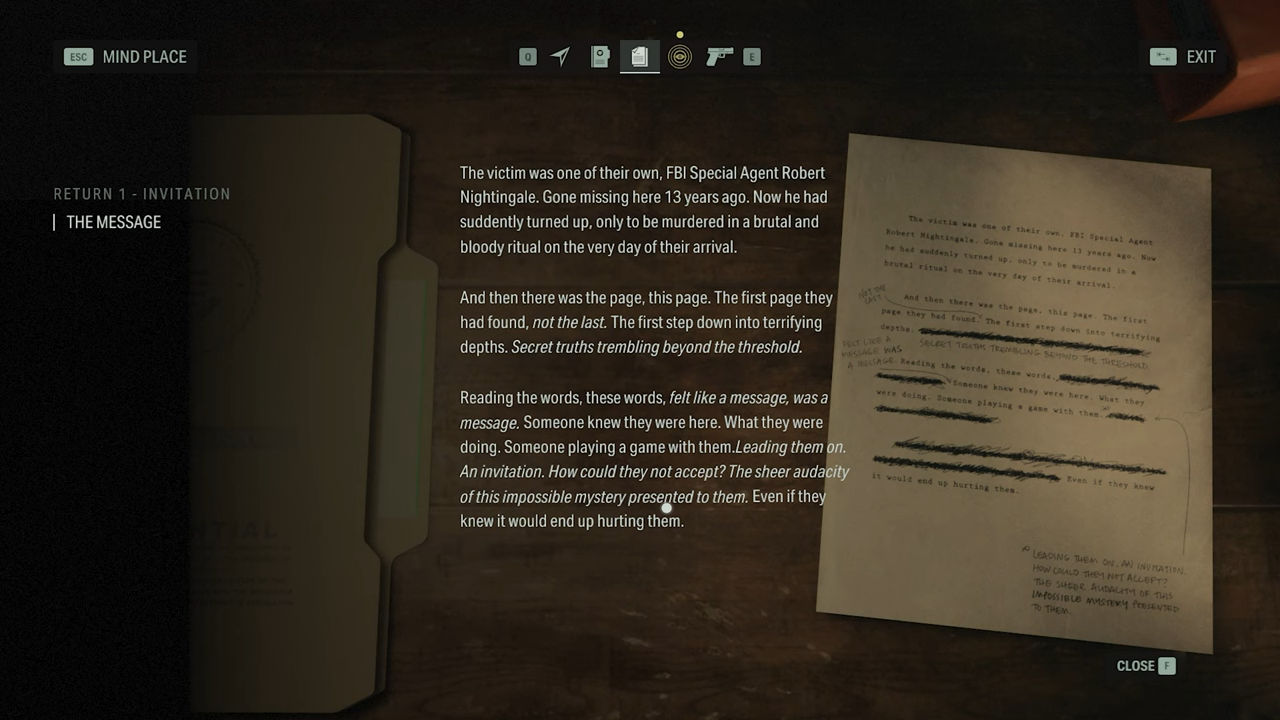 ESC MIND PLACE
Q
E
EXIT
RETURN 1 - INVITATION
THE MESSAGE
The victim was one of their own, FBI Special Agent Robert
Nightingale. Gone missing here 13 years ago. Now he had
suddenly turned up, only to be murdered in a brutal and
bloody ritual on the very day of their arrival.
And then there was the page, this page. The first page they
had found, not the last. The first step down into terrifying
depths. Secret truths trembling beyond the threshold.
Reading the words, these words, felt like a message, was a
message. Someone knew they were here. What they were
doing. Someone playing a game with them.Leading them on.
An invitation. How could they not accept? The sheer audacity
of this impossible mystery presented to them. Even if they
knew it would end up hurting them.
The victim was one of their own, FBI Special Agent
Robert Nightingale. Gone missing here 13 years ago. Now
he had suddenly turned up, only to be murdered in a
brutal ritual on the very day of their arrival.
NOT THE
LAST.
And then there was the page, this page. The first
page they had found. The first step down into terrifying
depths.
SECRET TRUTHS TREMBLING BEYOND THE THRESHOLD.
FELT LIKE A
MESSAGE WAS
A MESSAGE.
Reading the words, these words,
Someone knew they were here. What they
were doing. Someone playing a game with them.
Even if they knew
it would end up hurting them.
LEADING THEM ON. AN INVITATION.
HOW COULD THEY NOT ACCEPT?
THE SHEER AUDACITY OF THIS
IMPOSSIBLE MYSTERY PRESENTED
TO THEM.
NTIAL
CLOSE F